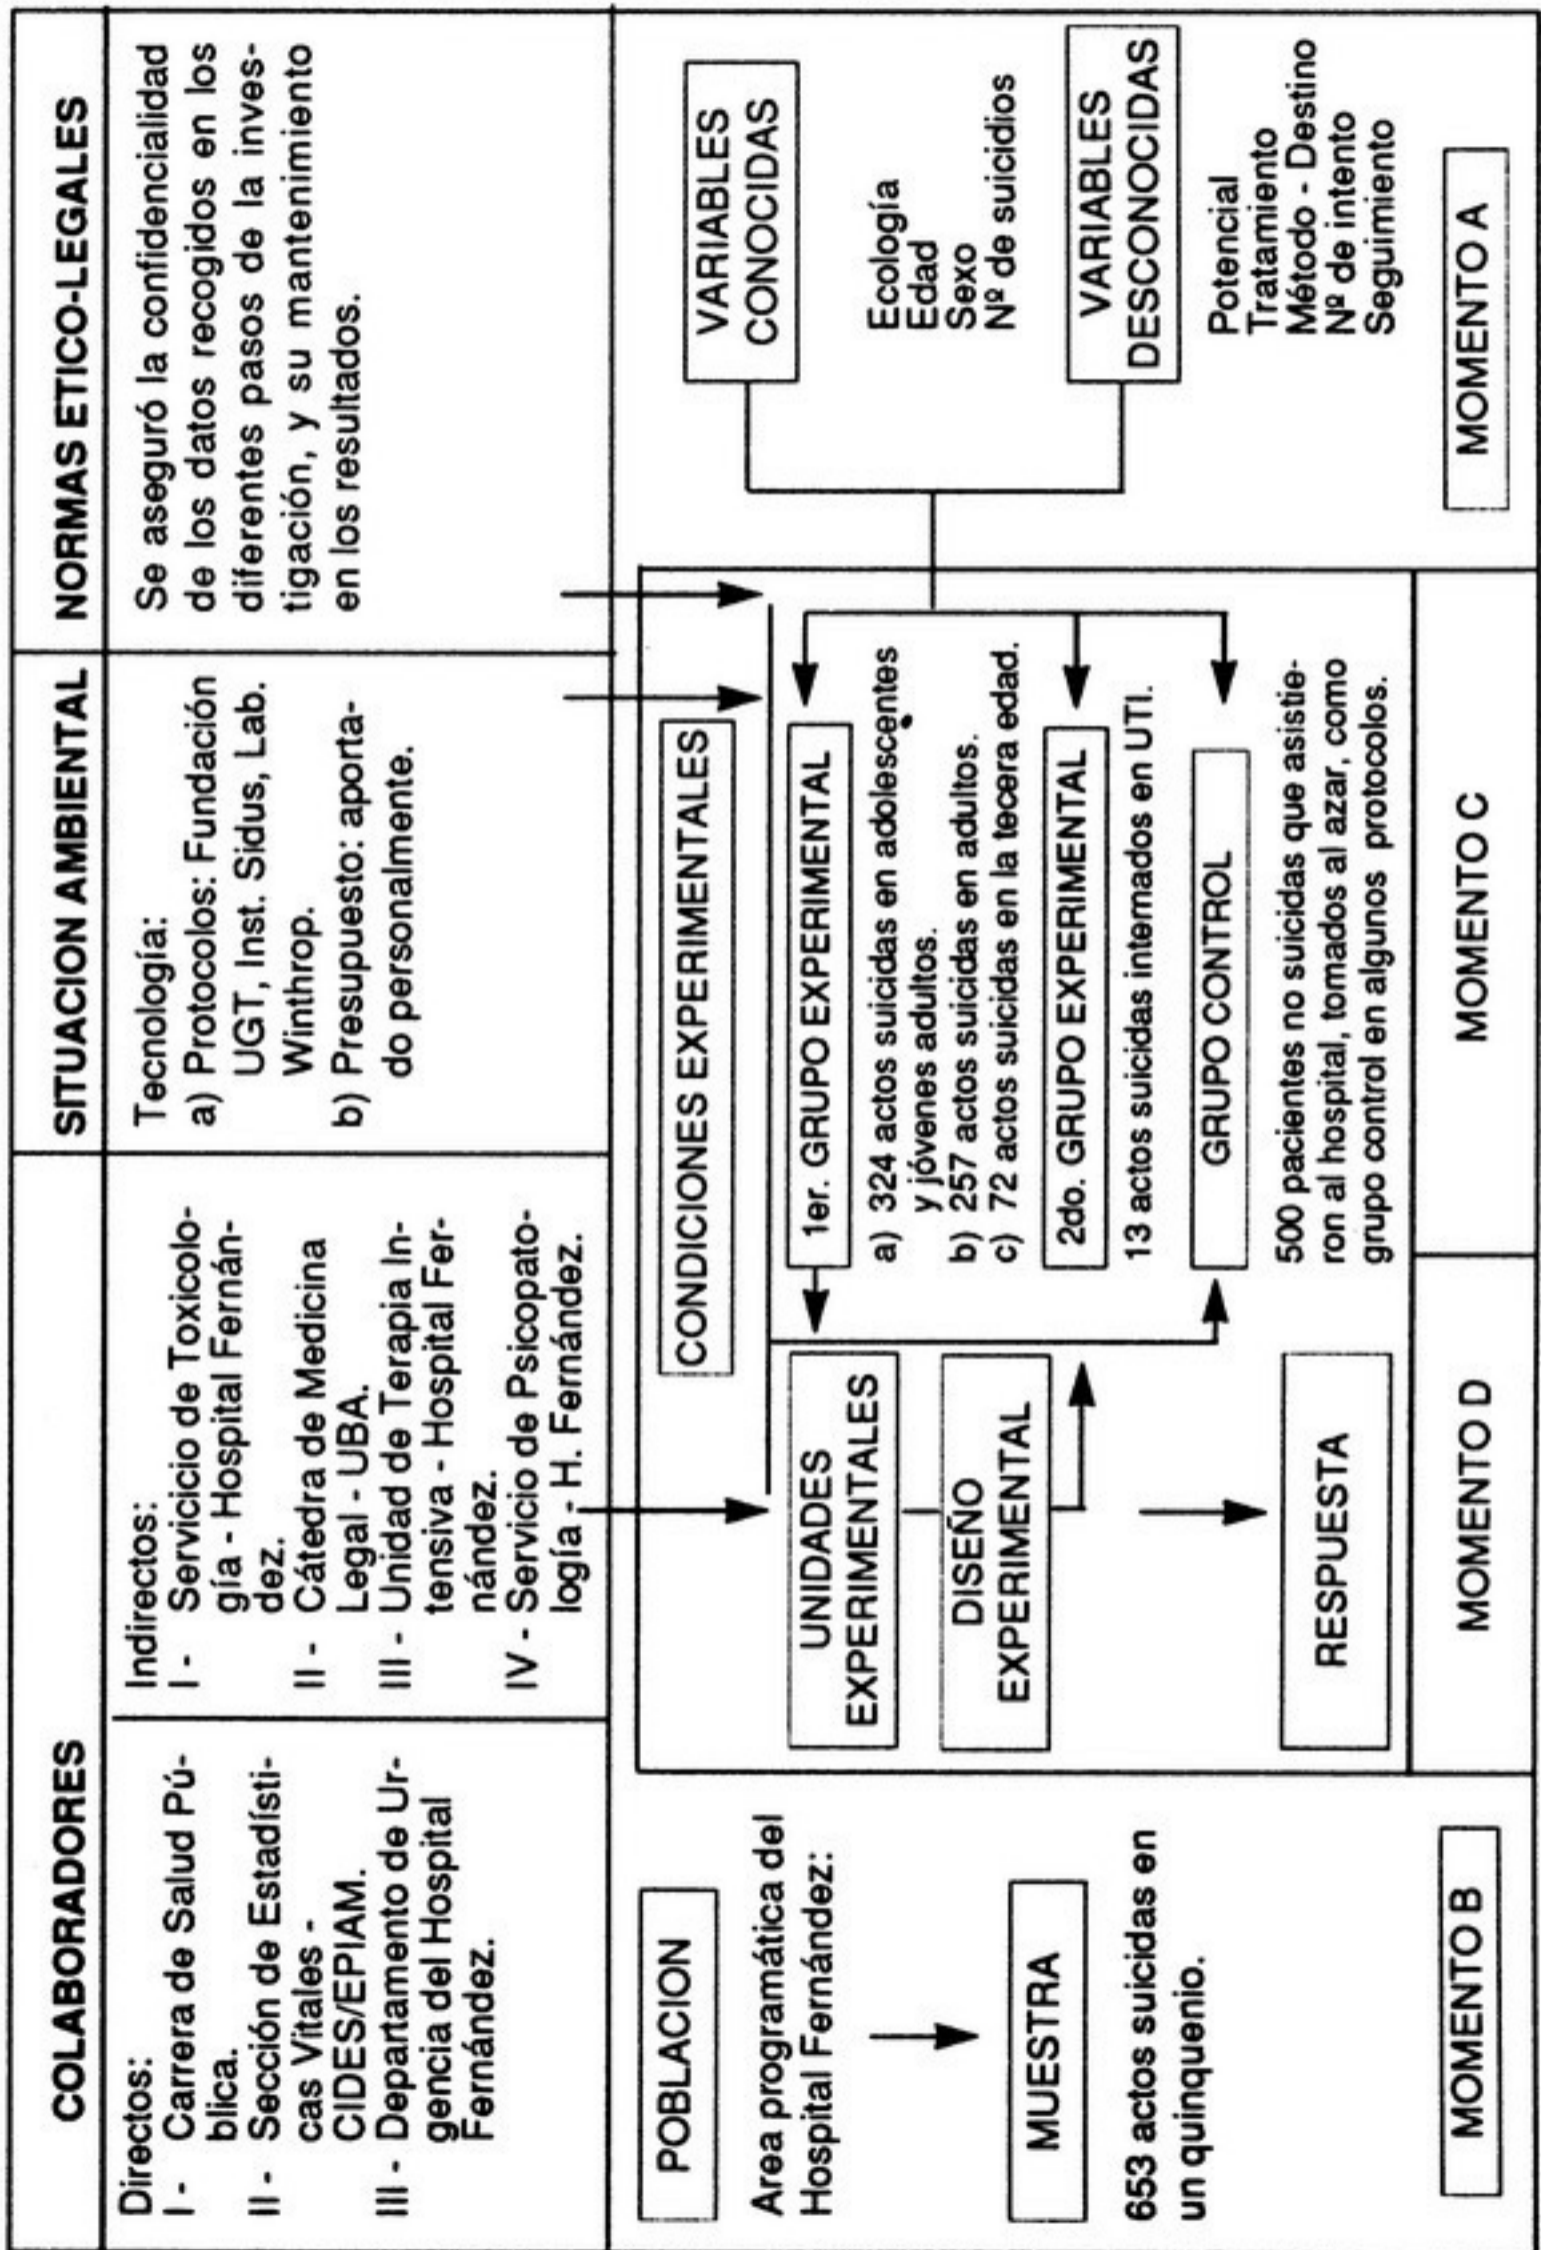 COLABORADORES
SITUACION AMBIENTAL
NORMAS ETICO-LEGALES
Directos:
I - Carrera de Salud Pú-
blica.
II - Sección de Estadísti-
cas Vitales -
CIDES/EPIAM.
III - Departamento de Ur-
gencia del Hospital
Fernández.
Indirectos:
I - Servicicio de Toxicolo-
gía - Hospital Fernán-
dez.
II - Cátedra de Medicina
Legal - UBA.
III - Unidad de Terapia In-
tensiva - Hospital Fer-
nández.
IV - Servicio de Psicopato-
logía - H. Fernández.
Tecnología:
a) Protocolos: Fundación
UGT, Inst. Sidus, Lab.
Winthrop.
b) Presupuesto: aporta-
do personalmente.
Se aseguró la confidencialidad
de los datos recogidos en los
diferentes pasos de la inves-
tigación, y su mantenimiento
en los resultados.
POBLACION
Area programática del
Hospital Fernández:
MUESTRA
653 actos suicidas en
un quinquenio.
MOMENTO B
CONDICIONES EXPERIMENTALES
UNIDADES
EXPERIMENTALES
DISEÑO
EXPERIMENTAL
RESPUESTA
MOMENTO D
1er. GRUPO EXPERIMENTAL
a) 324 actos suicidas en adolescentes
y jóvenes adultos.
b) 257 actos suicidas en adultos.
c) 72 actos suicidas en la tecera edad.
2do. GRUPO EXPERIMENTAL
13 actos suicidas internados en UTI.
GRUPO CONTROL
500 pacientes no suicidas que asistie-
ron al hospital, tomados al azar, como
grupo control en algunos protocolos.
MOMENTO C
VARIABLES
CONOCIDAS
Ecología
Edad
Sexo
Nº de suicidios
VARIABLES
DESCONOCIDAS
Potencial
Tratamiento
Método - Destino
Nº de intento
Seguimiento
MOMENTO A